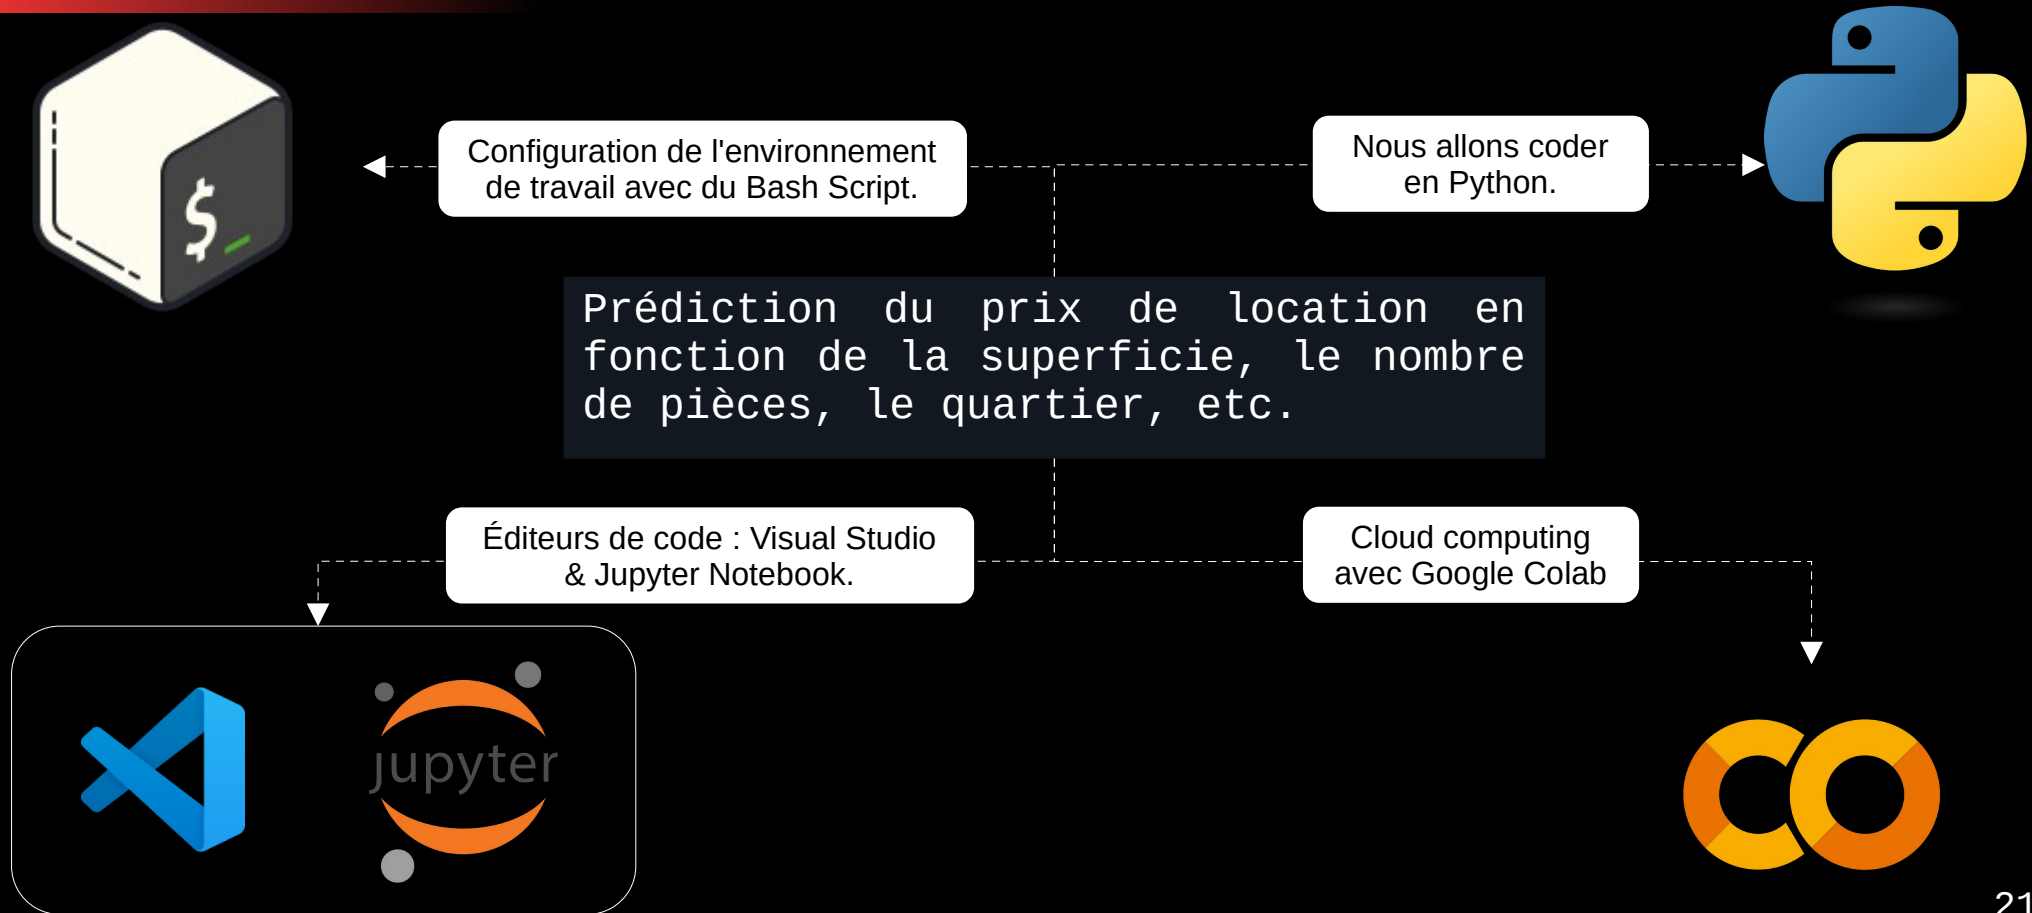 $_
Configuration de l'environnement
de travail avec du Bash Script.
Nous allons coder
en Python.
Prédiction du prix de location en
fonction de la superficie, le nombre
de pièces, le quartier, etc.
Éditeurs de code : Visual Studio
& Jupyter Notebook.
Cloud computing
avec Google Colab
jupyter
21